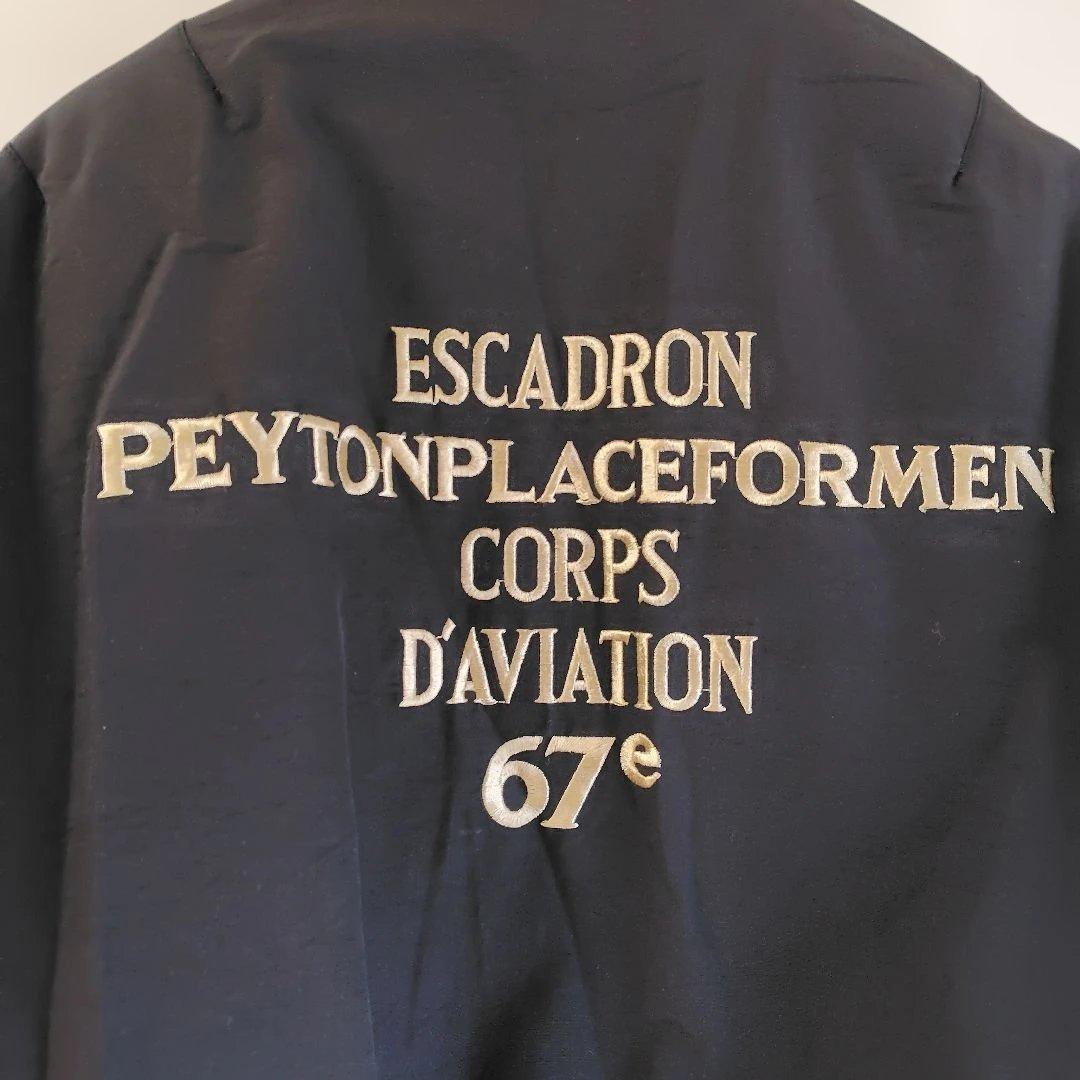 ESCADRON
PEYTONPLACEFORMEN
CORPS
D'AVIATION
67e